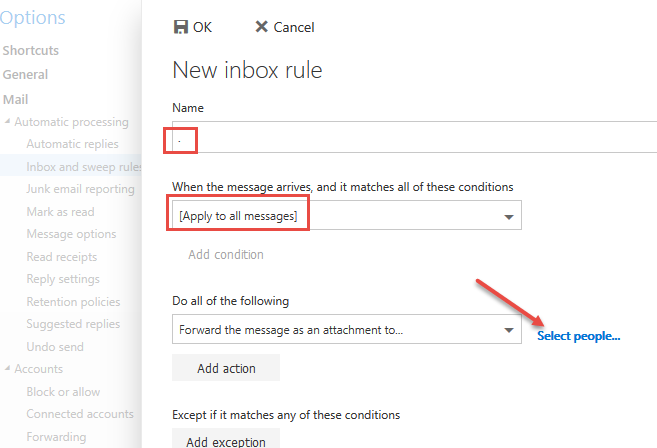 Options
Shortcuts
General
Mail
Automatic processing
Automatic replies
Inbox and sweep rules
Junk email reporting
Mark as read
Message options
Read receipts
Reply settings
Retention policies
Suggested replies
Undo send
Accounts
Block or allow
Connected accounts
Forwarding
OK Cancel
New inbox rule
Name
.
When the message arrives, and it matches all of these conditions
[Apply to all messages]
Add condition
Do all of the following
Forward the message as an attachment to... Select people...
Add action
Except if it matches any of these conditions
Add exception